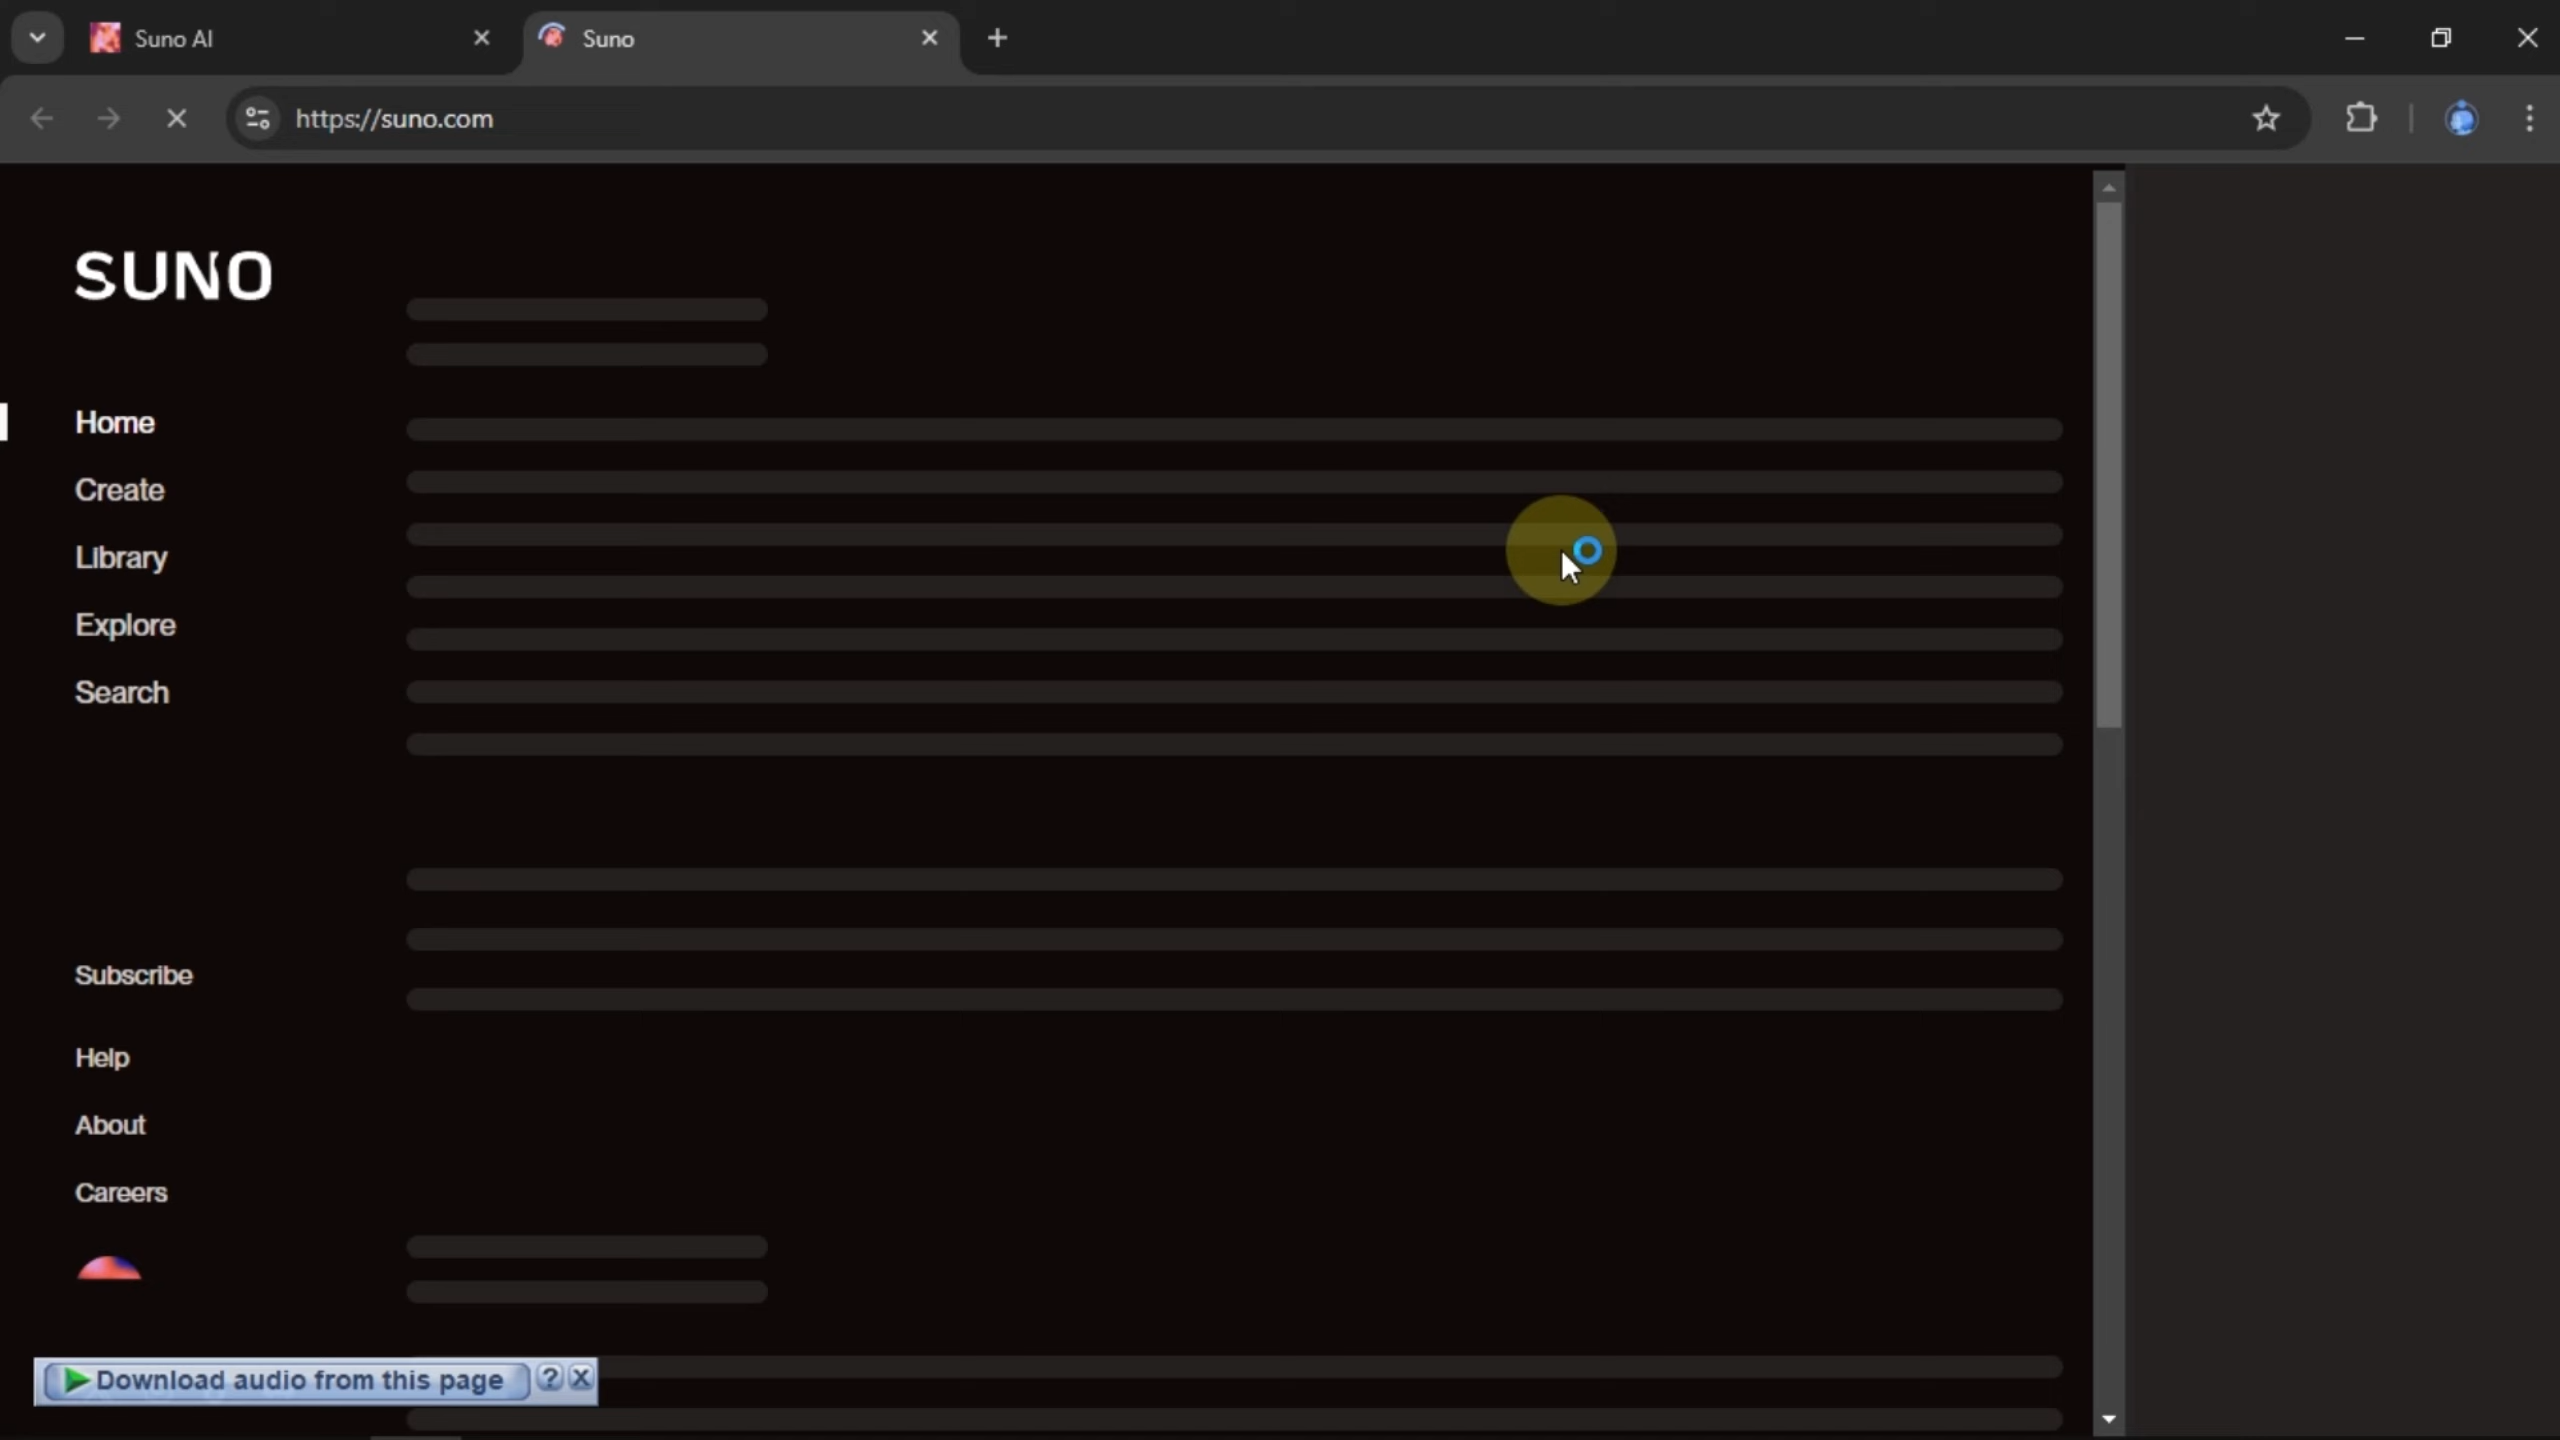 Suno AI
Suno
https://suno.com
SUNO
Home
Create
Library
Explore
Search
Subscribe
Help
About
Careers
Download audio from this page